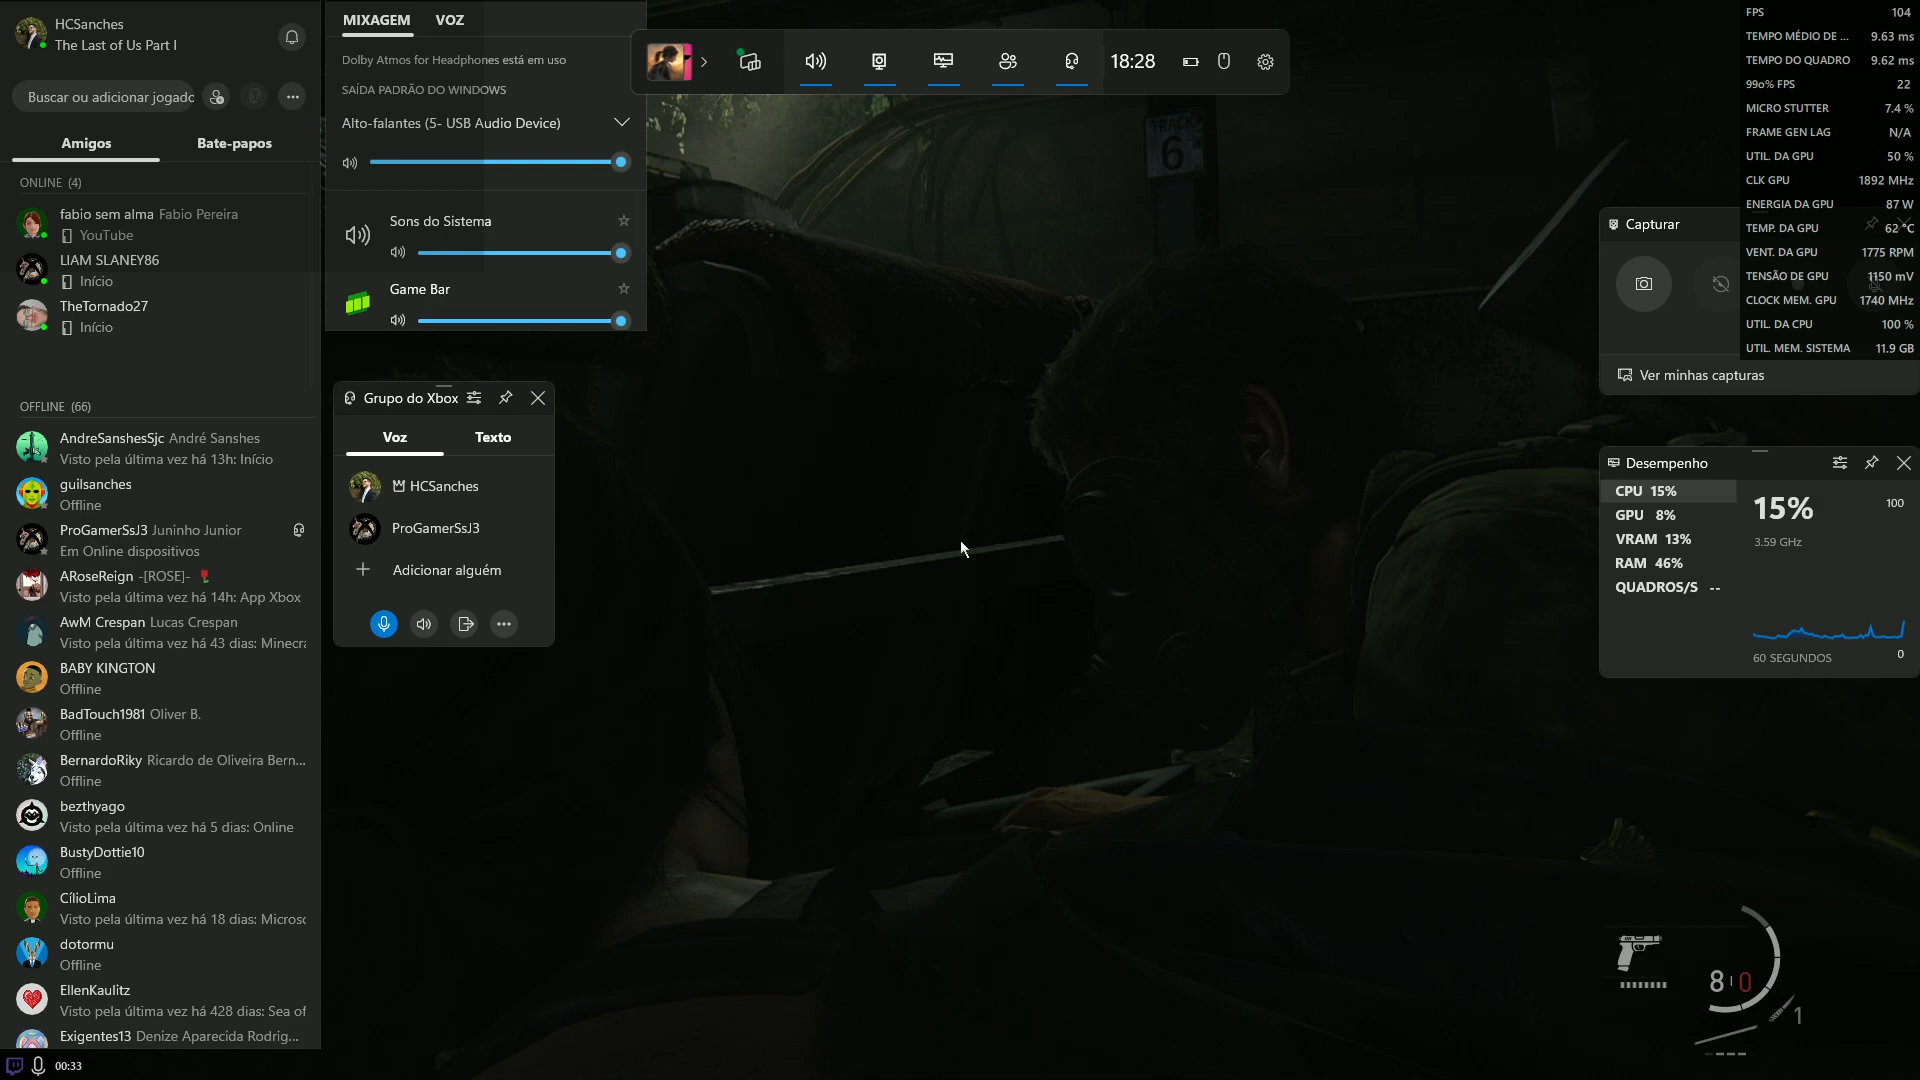 HCSanches
The Last of Us Part I
Buscar ou adicionar jogadc
Amigos
Bate-papos
ONLINE (4)
fabio sem alma Fabio Pereira
YouTube
LIAM SLANEY86
Início
TheTornado27
Início
OFFLINE (66)
AndreSanshesSjc André Sanshes
Visto pela última vez há 13h: Início
guilsanches
Offline
ProGamerSsJ3 Juninho Junior
Em Online dispositivos
ARoseReign -[ROSE]- 🌹
Visto pela última vez há 14h: App Xbox
AwM Crespan Lucas Crespan
Visto pela última vez há 43 dias: Minecra
BABY KINGTON
Offline
BadTouch1981 Oliver B.
Offline
BernardoRiky Ricardo de Oliveira Bern...
Offline
bezthyago
Visto pela última vez há 5 dias: Online
BustyDottie10
Offline
CílioLima
Visto pela última vez há 18 dias: Microsc
dotormu
Offline
EllenKaulitz
Visto pela última vez há 428 dias: Sea of
Exigentes13 Denize Aparecida Rodrig...
00:33
MIXAGEM
VOZ
Dolby Atmos for Headphones está em uso
SAÍDA PADRÃO DO WINDOWS
Alto-falantes (5- USB Audio Device)
Sons do Sistema
Game Bar
Grupo do Xbox
Voz
Texto
HCSanches
ProGamerSsJ3
Adicionar alguém
18:28
TRACK
6
FPS 104
TEMPO MÉDIO DE ... 9.63 ms
TEMPO DO QUADRO 9.62 ms
99o% FPS 22
MICRO STUTTER 7.4 %
FRAME GEN LAG N/A
UTIL. DA GPU 50 %
CLK GPU 1892 MHz
ENERGIA DA GPU 87 W
TEMP. DA GPU 62 °C
VENT. DA GPU 1775 RPM
TENSÃO DE GPU 1150 mV
CLOCK MEM. GPU 1740 MHz
UTIL. DA CPU 100 %
UTIL. MEM. SISTEMA 11.9 GB
Capturar
Ver minhas capturas
Desempenho
CPU 15%
GPU 8%
VRAM 13%
RAM 46%
QUADROS/S --
15%
100
3.59 GHz
60 SEGUNDOS
0
8 0
1